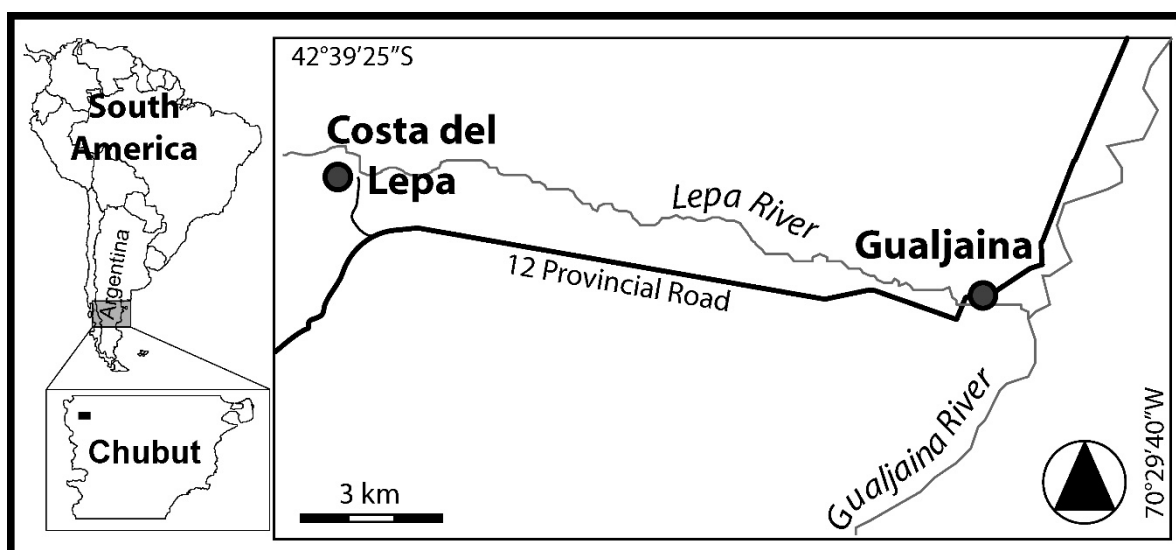 South
America
Argentina
Chubut
42°39'25"S
Costa del
Lepa
Lepa River
Gualjaina
12 Provincial Road
Gualjaina River
70°29'40"W
3 km